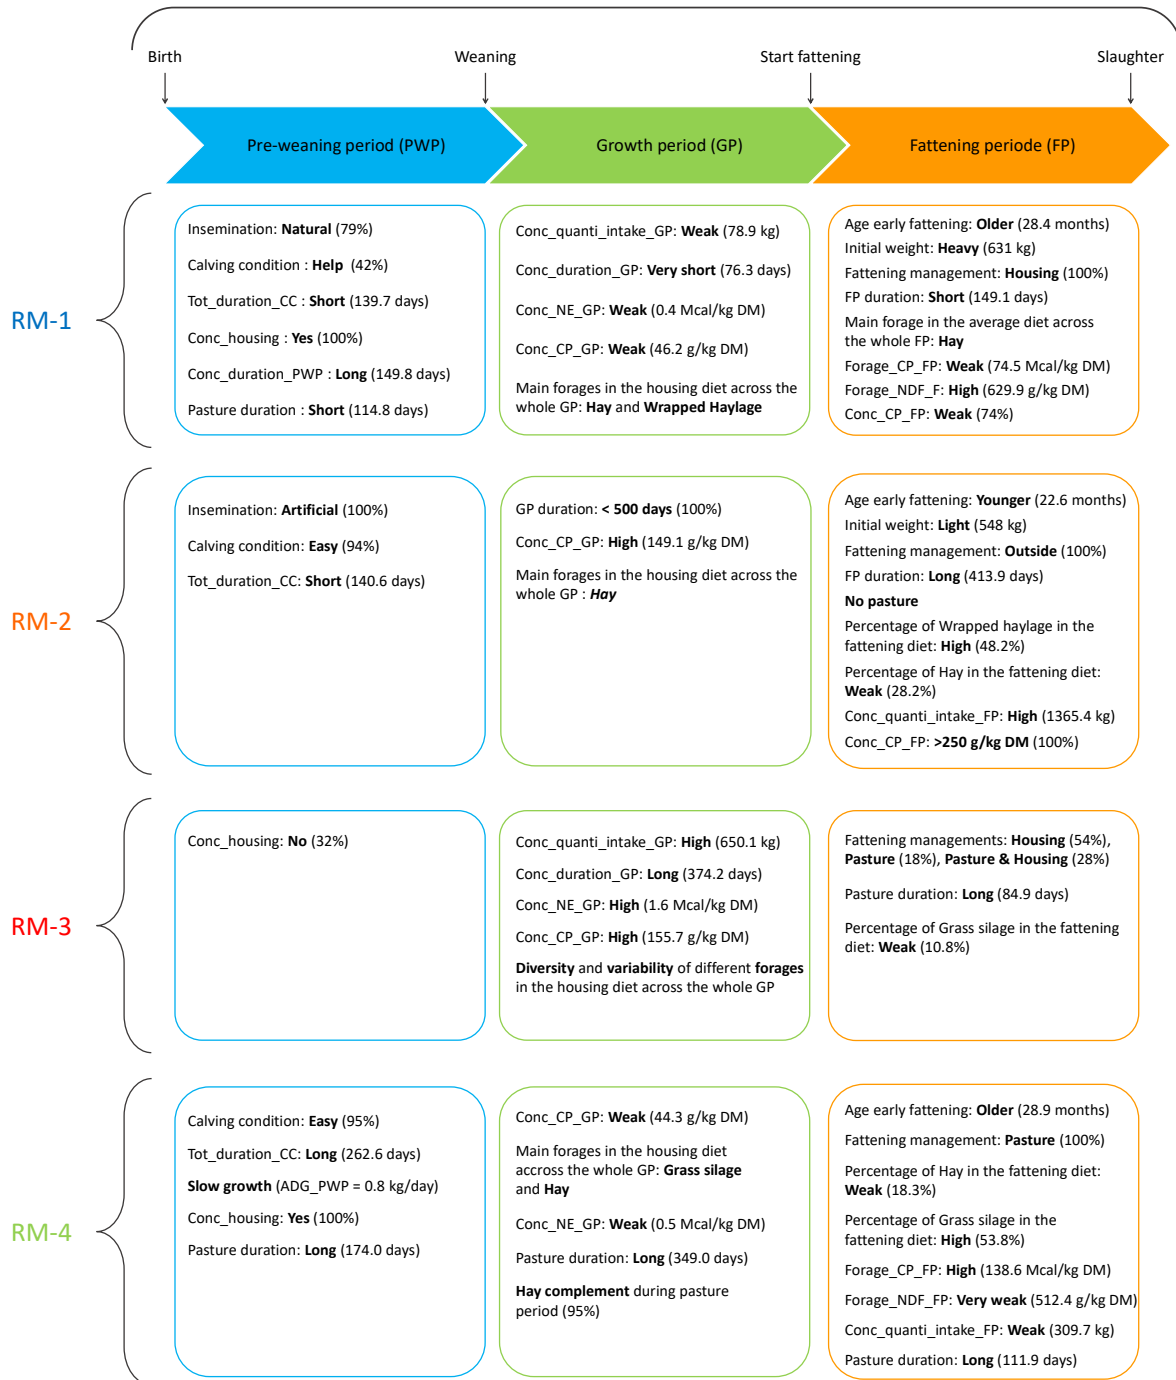 Birth
Weaning
Start fattening
Slaughter
Pre-weaning period (PWP)
Growth period (GP)
Fattening periode (FP)
RM-1
Insemination: Natural (79%)
Calving condition : Help  (42%)
Tot_duration_CC : Short (139.7 days)
Conc_housing : Yes (100%)
Conc_duration_PWP : Long (149.8 days)
Pasture duration : Short (114.8 days)
Conc_quanti_intake_GP: Weak (78.9 kg)
Conc_duration_GP: Very short (76.3 days)
Conc_NE_GP: Weak (0.4 Mcal/kg DM)
Conc_CP_GP: Weak (46.2 g/kg DM)
Main forages in the housing diet across the
whole GP: Hay and Wrapped Haylage
Age early fattening: Older (28.4 months)
Initial weight: Heavy (631 kg)
Fattening management: Housing (100%)
FP duration: Short (149.1 days)
Main forage in the average diet across
the whole FP: Hay
Forage_CP_FP: Weak (74.5 Mcal/kg DM)
Forage_NDF_F: High (629.9 g/kg DM)
Conc_CP_FP: Weak (74%)
RM-2
Insemination: Artificial (100%)
Calving condition: Easy (94%)
Tot_duration_CC: Short (140.6 days)
GP duration: < 500 days (100%)
Conc_CP_GP: High (149.1 g/kg DM)
Main forages in the housing diet across the
whole GP : Hay
Age early fattening: Younger (22.6 months)
Initial weight: Light (548 kg)
Fattening management: Outside (100%)
FP duration: Long (413.9 days)
No pasture
Percentage of Wrapped haylage in the
fattening diet: High (48.2%)
Percentage of Hay in the fattening diet:
Weak (28.2%)
Conc_quanti_intake_FP: High (1365.4 kg)
Conc_CP_FP: >250 g/kg DM (100%)
RM-3
Conc_housing: No (32%)
Conc_quanti_intake_GP: High (650.1 kg)
Conc_duration_GP: Long (374.2 days)
Conc_NE_GP: High (1.6 Mcal/kg DM)
Conc_CP_GP: High (155.7 g/kg DM)
Diversity and variability of different forages
in the housing diet across the whole GP
Fattening managements: Housing (54%),
Pasture (18%), Pasture & Housing (28%)
Pasture duration: Long (84.9 days)
Percentage of Grass silage in the fattening
diet: Weak (10.8%)
RM-4
Calving condition: Easy (95%)
Tot_duration_CC: Long (262.6 days)
Slow growth (ADG_PWP = 0.8 kg/day)
Conc_housing: Yes (100%)
Pasture duration: Long (174.0 days)
Conc_CP_GP: Weak (44.3 g/kg DM)
Main forages in the housing diet
accross the whole GP: Grass silage
and Hay
Conc_NE_GP: Weak (0.5 Mcal/kg DM)
Pasture duration: Long (349.0 days)
Hay complement during pasture
period (95%)
Age early fattening: Older (28.9 months)
Fattening management: Pasture (100%)
Percentage of Hay in the fattening diet:
Weak (18.3%)
Percentage of Grass silage in the
fattening diet: High (53.8%)
Forage_CP_FP: High (138.6 Mcal/kg DM)
Forage_NDF_FP: Very weak (512.4 g/kg DM)
Conc_quanti_intake_FP: Weak (309.7 kg)
Pasture duration: Long (111.9 days)